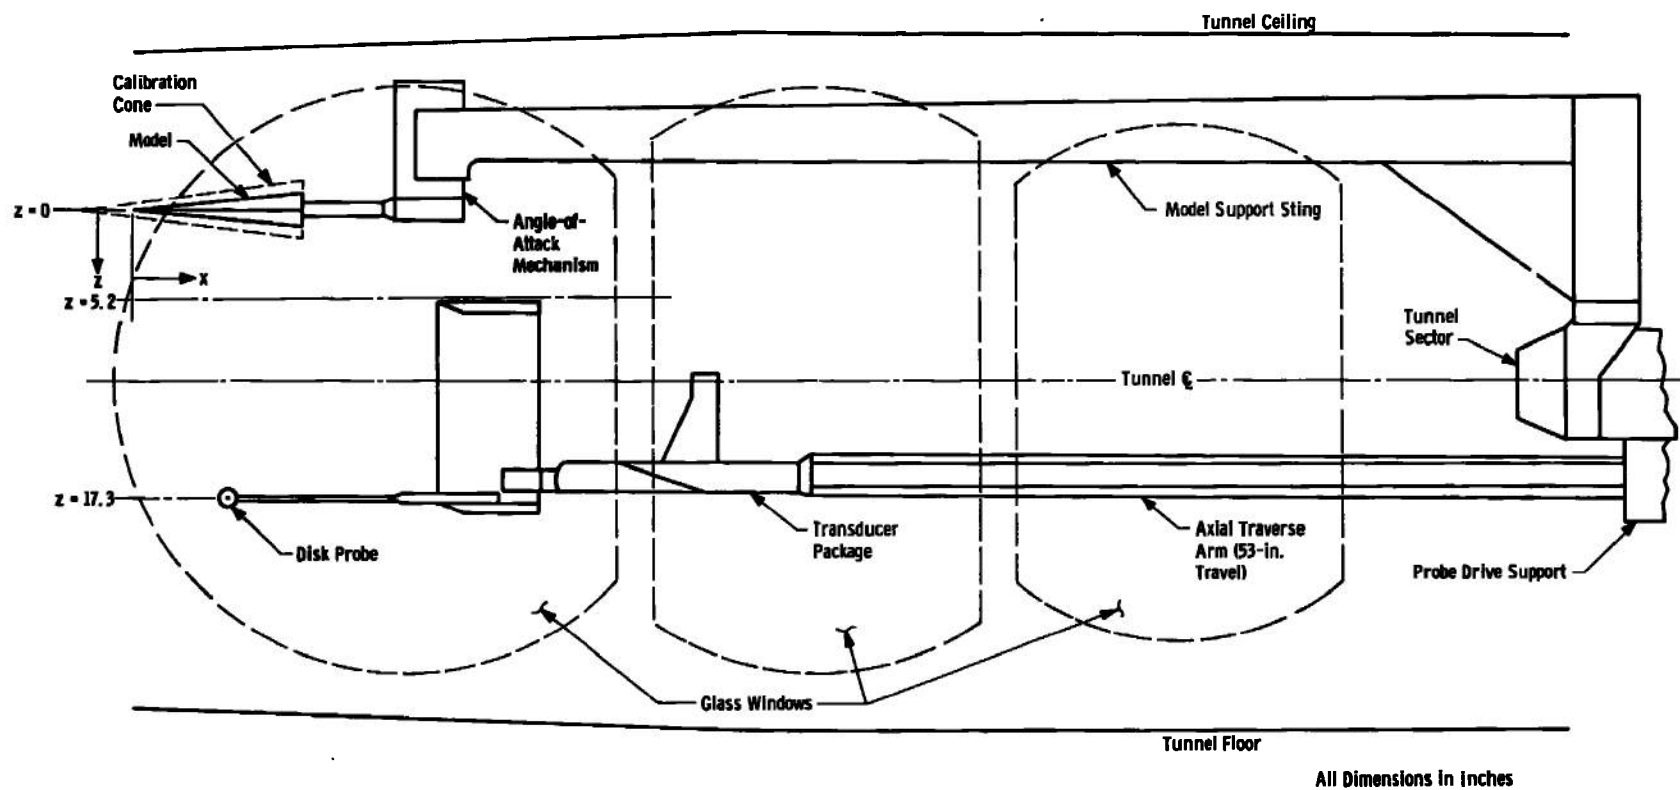 Tunnel Ceiling
Calibration
Cone
Model
z = 0
Angle-of-
Attack
Mechanism
Model Support Sting
z
x
z = 5.2
Tunnel
Sector
Tunnel ℄
z = 17.3
Disk Probe
Transducer
Package
Axial Traverse
Arm (53-in.
Travel)
Probe Drive Support
Glass Windows
Tunnel Floor
All Dimensions in Inches